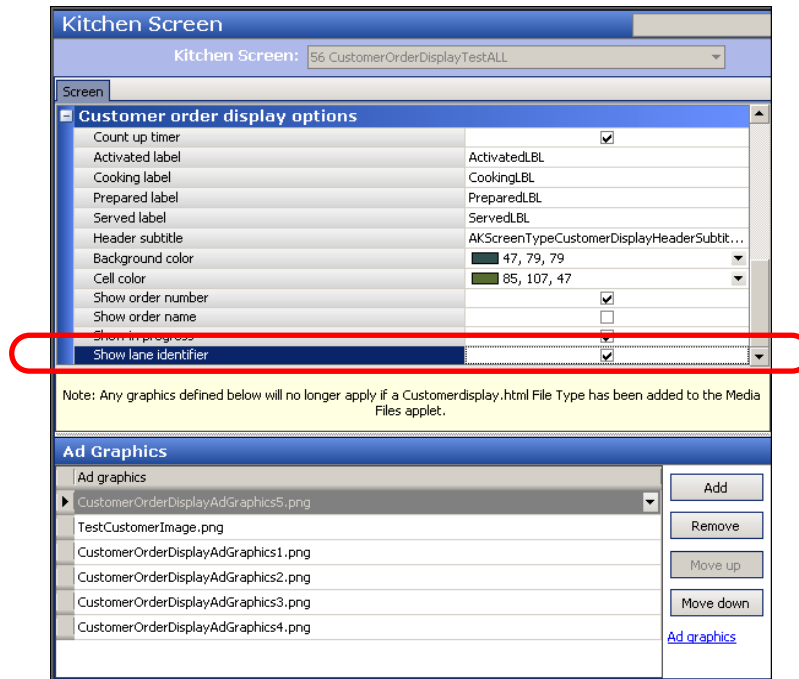 Kitchen Screen
Kitchen Screen: 56 CustomerOrderDisplayTestALL
Screen
Customer order display options
Count up timer
Activated label ActivatedLBL
Cooking label CookingLBL
Prepared label PreparedLBL
Served label ServedLBL
Header subtitle AKScreenTypeCustomerDisplayHeaderSubtit...
Background color 47, 79, 79
Cell color 85, 107, 47
Show order number
Show order name
Show in progress
Show lane identifier
Note: Any graphics defined below will no longer apply if a Customerdisplay.html File Type has been added to the Media
Files applet.
Ad Graphics
Ad graphics
CustomerOrderDisplayAdGraphics5.png
TestCustomerImage.png
CustomerOrderDisplayAdGraphics1.png
CustomerOrderDisplayAdGraphics2.png
CustomerOrderDisplayAdGraphics3.png
CustomerOrderDisplayAdGraphics4.png
Add
Remove
Move up
Move down
Ad graphics